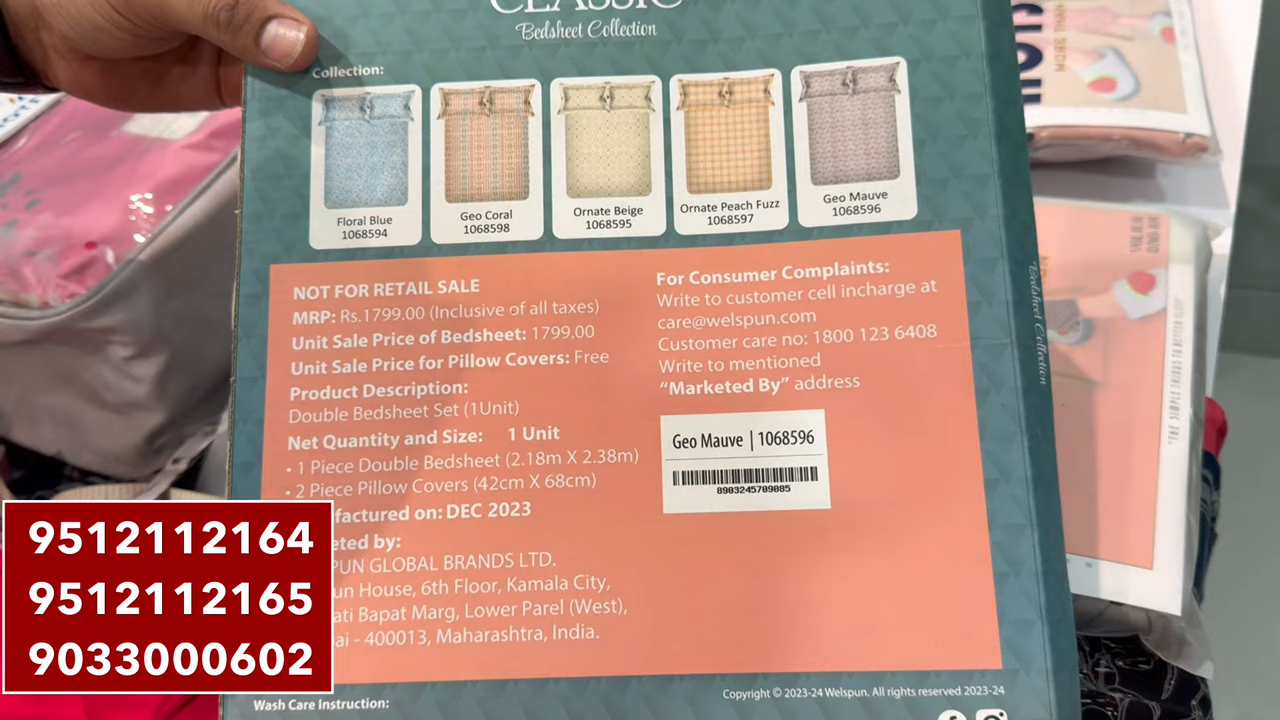 CLASSIC
Bedsheet Collection
Collection:
Floral Blue
1068594
Geo Coral
1068598
Ornate Beige
1068595
Ornate Peach Fuzz
1068597
Geo Mauve
1068596
NOT FOR RETAIL SALE
MRP: Rs.1799.00 (Inclusive of all taxes)
Unit Sale Price of Bedsheet: 1799.00
Unit Sale Price for Pillow Covers: Free
Product Description:
Double Bedsheet Set (1Unit)
Net Quantity and Size: 1 Unit
• 1 Piece Double Bedsheet (2.18m X 2.38m)
• 2 Piece Pillow Covers (42cm X 68cm)
factured on: DEC 2023
eted by:
PUN GLOBAL BRANDS LTD.
un House, 6th Floor, Kamala City,
ati Bapat Marg, Lower Parel (West),
ai - 400013, Maharashtra, India.
For Consumer Complaints:
Write to customer cell incharge at
care@welspun.com
Customer care no: 1800 123 6408
Write to mentioned
“Marketed By” address
Geo Mauve | 1068596
8903245709885
Bedsheet Collection
Wash Care Instruction:
Copyright © 2023-24 Welspun. All rights reserved 2023-24
9512112164
9512112165
9033000602